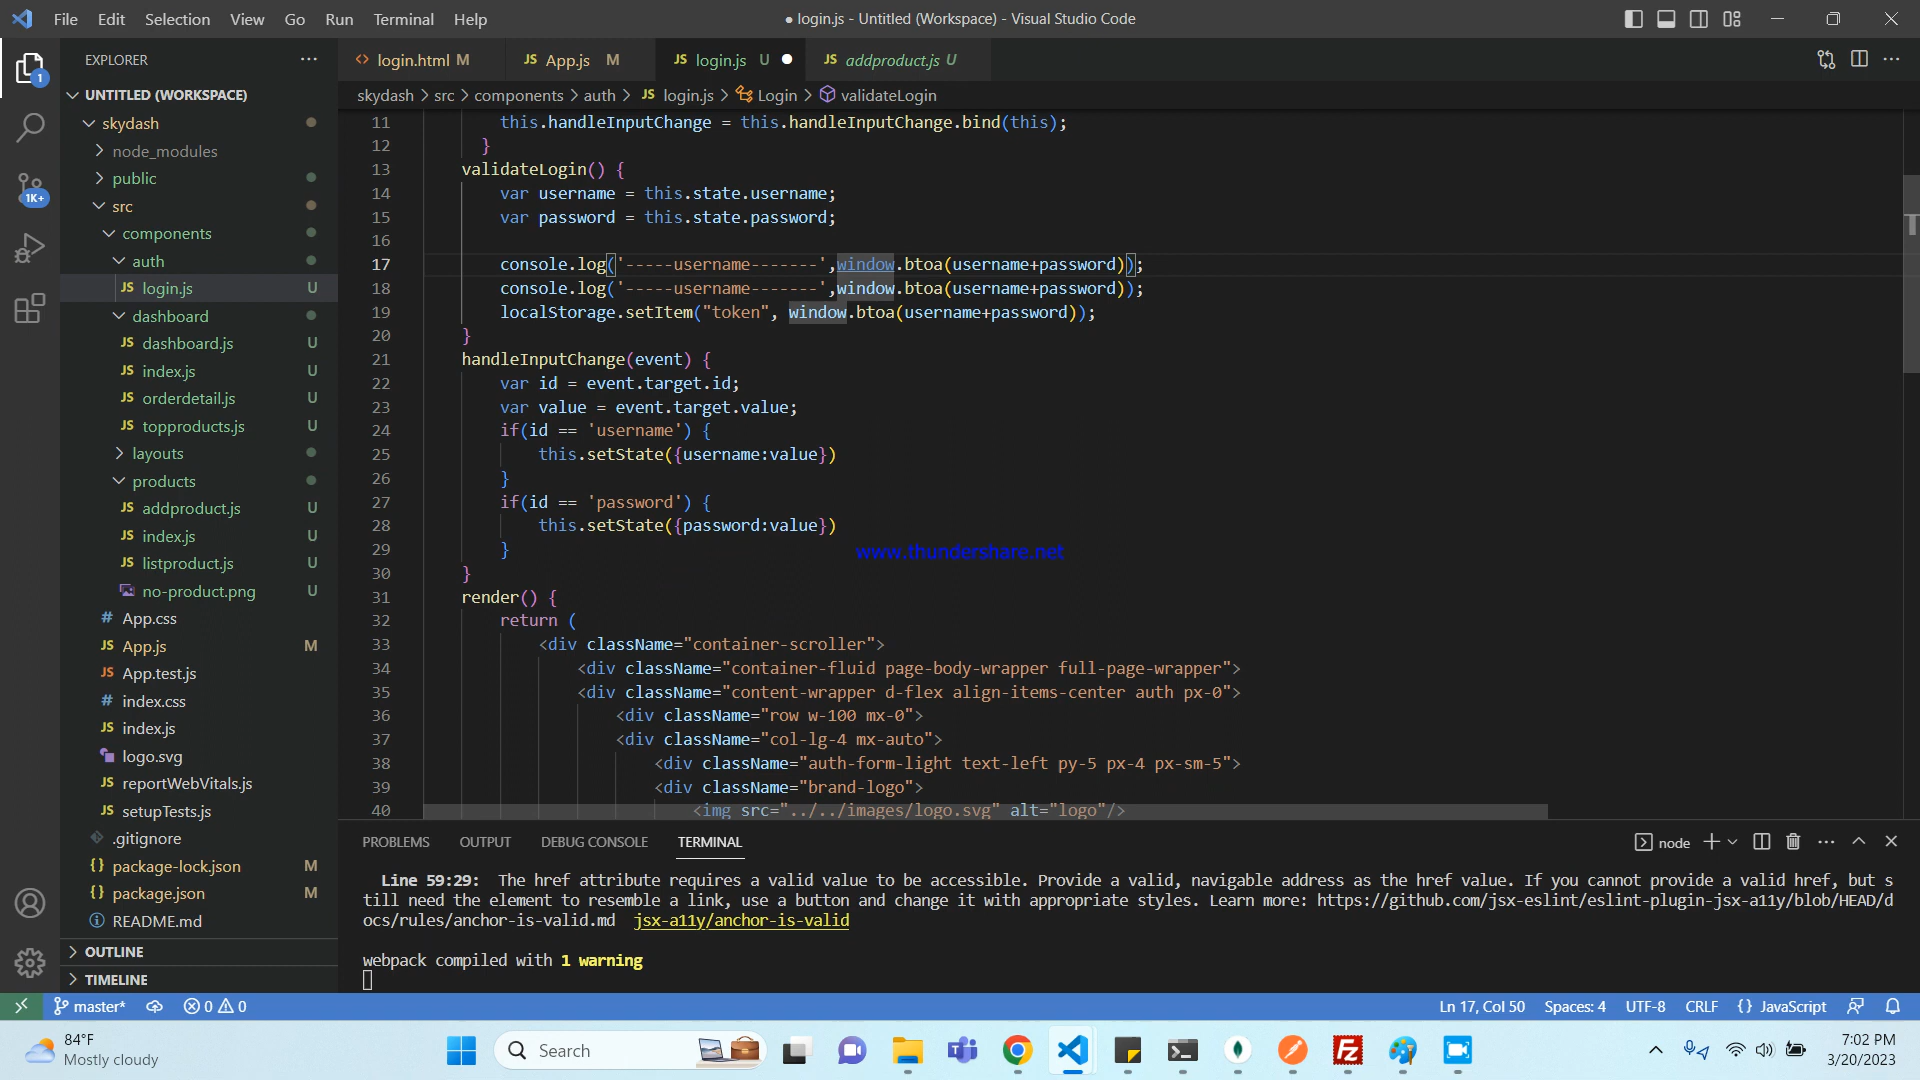 File Edit Selection View Go Run Terminal Help
● login.js - Untitled (Workspace) - Visual Studio Code
EXPLORER
1
1K+
UNTITLED (WORKSPACE)
skydash
node_modules
public
src
components
auth
login.js U
dashboard
JS dashboard.js U
JS index.js U
JS orderdetail.js U
JS topproducts.js U
layouts
products
JS addproduct.js U
JS index.js U
JS listproduct.js U
no-product.png U
# App.css
JS App.js M
JS App.test.js
# index.css
JS index.js
logo.svg
JS reportWebVitals.js
JS setupTests.js
.gitignore
{} package-lock.json M
{} package.json M
README.md
OUTLINE
TIMELINE
<> login.html M
JS App.js M
JS login.js U
JS addproduct.js U
skydash > src > components > auth > JS login.js > Login > validateLogin
11 this.handleInputChange = this.handleInputChange.bind(this);
12 }
13 validateLogin() {
14 var username = this.state.username;
15 var password = this.state.password;
16
17 console.log('-----username-------',window.btoa(username+password));
18 console.log('-----username-------',window.btoa(username+password));
19 localStorage.setItem("token", window.btoa(username+password));
20 }
21 handleInputChange(event) {
22 var id = event.target.id;
23 var value = event.target.value;
24 if(id == 'username') {
25 this.setState({username:value})
26 }
27 if(id == 'password') {
28 this.setState({password:value})
29 }
30 }
31 render() {
32 return (
33 <div className="container-scroller">
34 <div className="container-fluid page-body-wrapper full-page-wrapper">
35 <div className="content-wrapper d-flex align-items-center auth px-0">
36 <div className="row w-100 mx-0">
37 <div className="col-lg-4 mx-auto">
38 <div className="auth-form-light text-left py-5 px-4 px-sm-5">
39 <div className="brand-logo">
40 <img src="../../images/logo.svg" alt="logo"/>
www.thundershare.net
PROBLEMS OUTPUT DEBUG CONSOLE TERMINAL
node
Line 59:29: The href attribute requires a valid value to be accessible. Provide a valid, navigable address as the href value. If you cannot provide a valid href, but s
till need the element to resemble a link, use a button and change it with appropriate styles. Learn more: https://github.com/jsx-eslint/eslint-plugin-jsx-a11y/blob/HEAD/d
ocs/rules/anchor-is-valid.md jsx-a11y/anchor-is-valid
webpack compiled with 1 warning
master* 0 0
Ln 17, Col 50 Spaces: 4 UTF-8 CRLF {} JavaScript
84°F
Mostly cloudy
Search
7:02 PM
3/20/2023